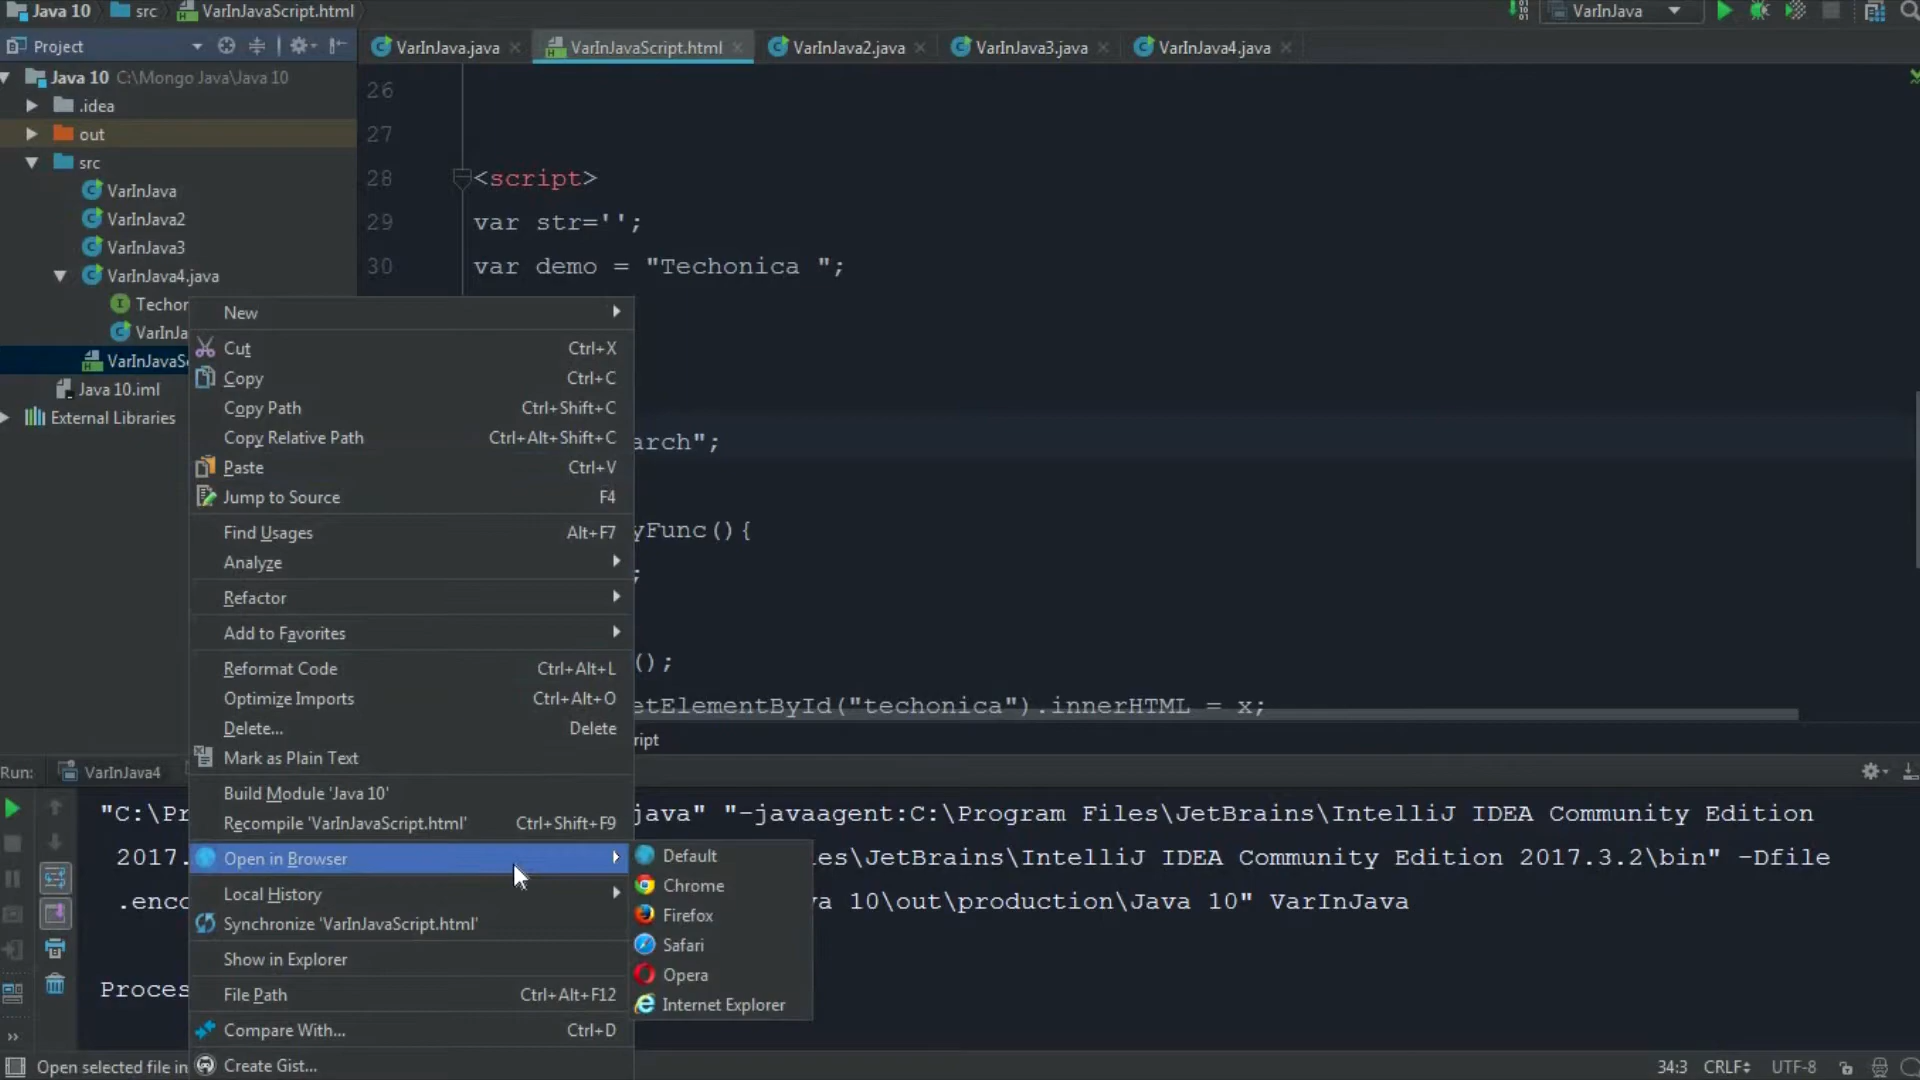 Java 10 src VarInJavaScript.html
VarInJava
Project
VarInJava.java VarInJavaScript.html VarInJava2.java VarInJava3.java VarInJava4.java
Java 10 C:\Mongo Java\Java 10
.idea
out
src
VarInJava
VarInJava2
VarInJava3
VarInJava4.java
Techor
VarInJa
VarInJavaSc
Java 10.iml
External Libraries
26
27
28 <script>
29 var str='';
30 var demo = "Techonica ";
arch";
yFunc(){
;
();
etElementById("techonica").innerHTML = x;
ript
New
Cut Ctrl+X
Copy Ctrl+C
Copy Path Ctrl+Shift+C
Copy Relative Path Ctrl+Alt+Shift+C
Paste Ctrl+V
Jump to Source F4
Find Usages Alt+F7
Analyze
Refactor
Add to Favorites
Reformat Code Ctrl+Alt+L
Optimize Imports Ctrl+Alt+O
Delete... Delete
Mark as Plain Text
Build Module 'Java 10'
Recompile 'VarInJavaScript.html' Ctrl+Shift+F9
Open in Browser
Local History
Synchronize 'VarInJavaScript.html'
Show in Explorer
File Path Ctrl+Alt+F12
Compare With... Ctrl+D
Create Gist...
Default
Chrome
Firefox
Safari
Opera
Internet Explorer
Run: VarInJava4
"C:\Pr java" "-javaagent:C:\Program Files\JetBrains\IntelliJ IDEA Community Edition
2017. les\JetBrains\IntelliJ IDEA Community Edition 2017.3.2\bin" -Dfile
.enco va 10\out\production\Java 10" VarInJava
Proces
Open selected file in
34:3 CRLF UTF-8